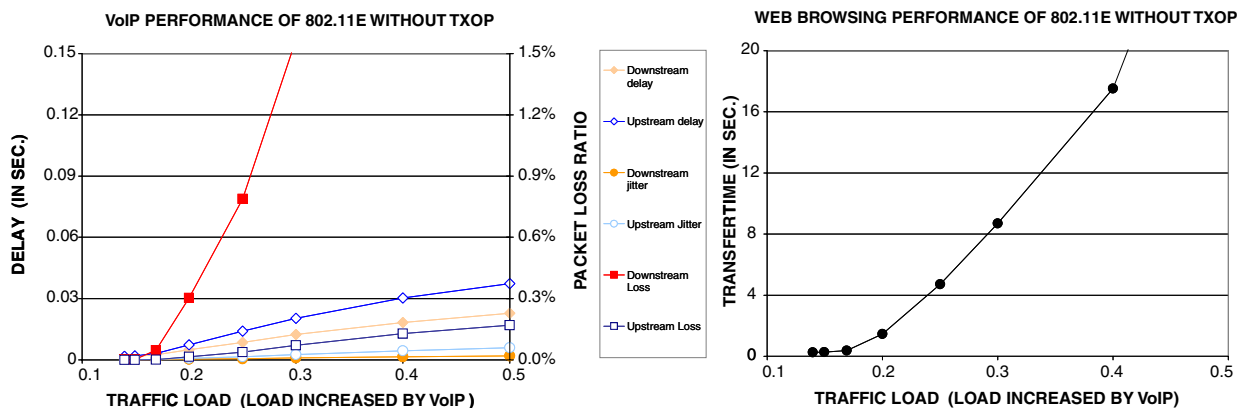 VoIP PERFORMANCE OF 802.11E WITHOUT TXOP
0.15
0.12
0.09
0.06
0.03
0
1.5%
1.2%
0.9%
0.6%
0.3%
0.0%
0.1
0.2
0.3
0.4
0.5
DELAY (IN SEC.)
PACKET LOSS RATIO
TRAFFIC LOAD (LOAD INCREASED BY VoIP )
Downstream
delay
Upstream delay
Downstream
jitter
Upstream Jitter
Downstream
Loss
Upstream Loss
WEB BROWSING PERFORMANCE OF 802.11E WITHOUT TXOP
20
16
12
8
4
0
0.1
0.2
0.3
0.4
0.5
TRANSFERTIME (IN SEC.)
TRAFFIC LOAD (LOAD INCREASED BY VoIP)